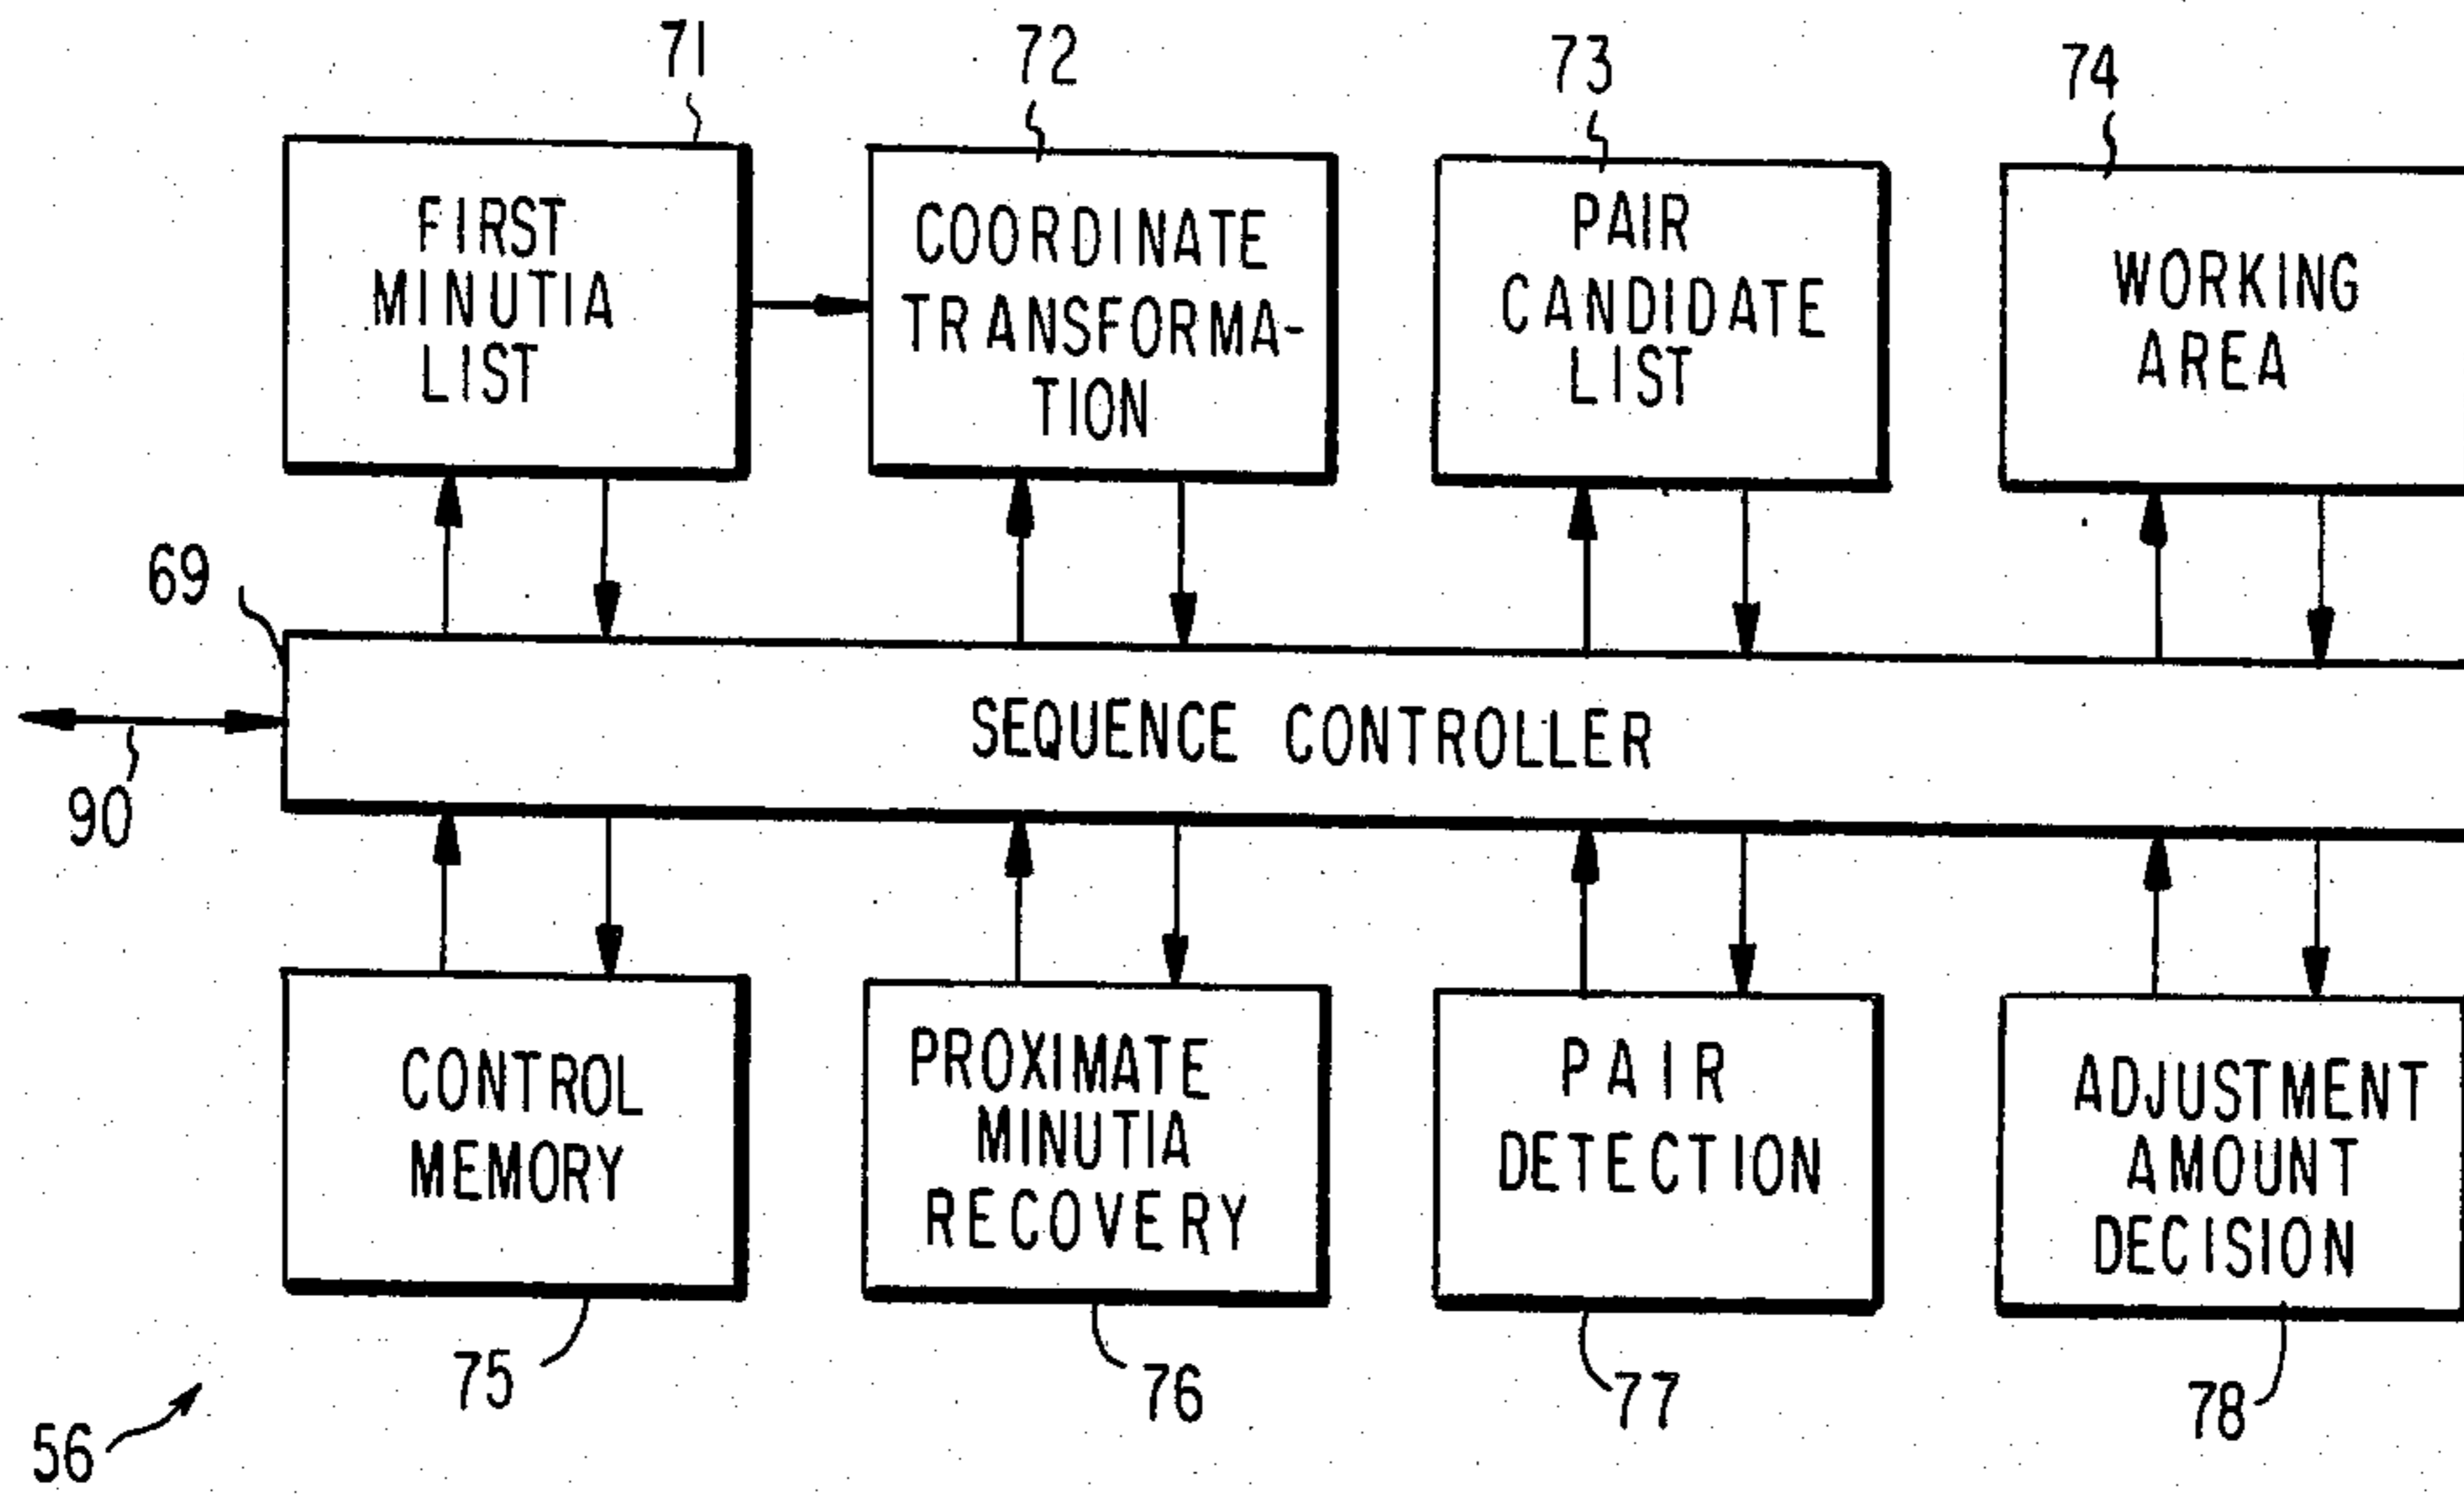 71
72
73
74
FIRST
MINUTIA
LIST
COORDINATE
TRANSFORMA-
TION
PAIR
CANDIDATE
LIST
WORKING
AREA
69
SEQUENCE CONTROLLER
90
CONTROL
MEMORY
PROXIMATE
MINUTIA
RECOVERY
PAIR
DETECTION
ADJUSTMENT
AMOUNT
DECISION
75
76
77
78
56